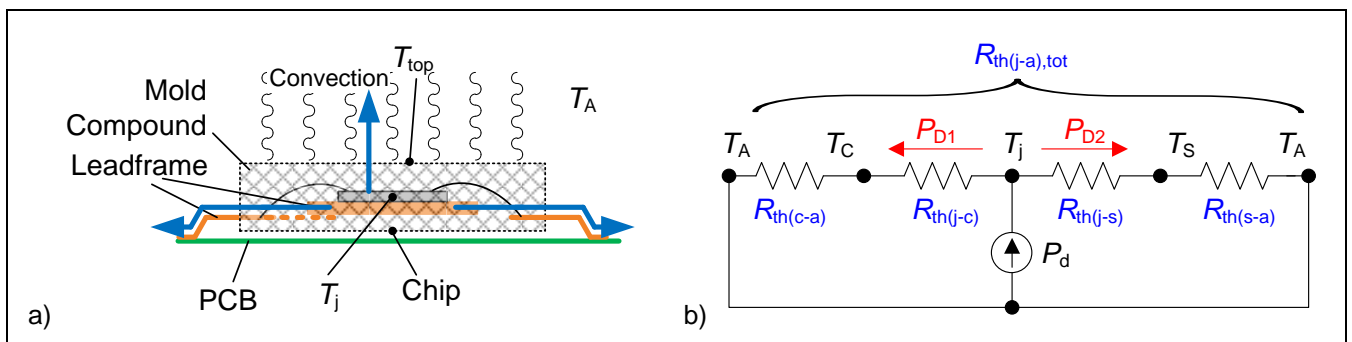 T_top
Convection
Mold
Compound
T_A
Leadframe
PCB
T_j
Chip
a)
R_th(j-a),tot
P_D1
P_D2
T_A
T_C
T_j
T_S
T_A
R_th(c-a)
R_th(j-c)
R_th(j-s)
R_th(s-a)
P_d
b)